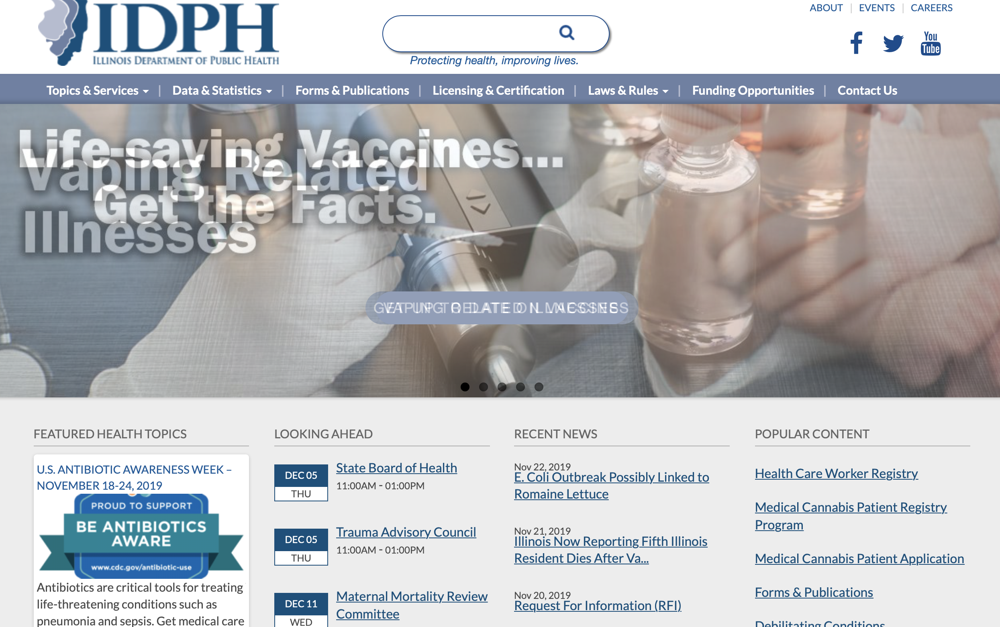 IDPH
ILLINOIS DEPARTMENT OF PUBLIC HEALTH
Protecting health, improving lives.
ABOUT | EVENTS | CAREERS
You
Tube
Topics & Services | Data & Statistics | Forms & Publications | Licensing & Certification | Laws & Rules | Funding Opportunities | Contact Us
Life-saving Vaccines...
Get the Facts.
Vaping Related
Illnesses
VAPING RELATED ILLNESSES
FEATURED HEALTH TOPICS
U.S. ANTIBIOTIC AWARENESS WEEK –
NOVEMBER 18-24, 2019
PROUD TO SUPPORT
BE ANTIBIOTICS
AWARE
www.cdc.gov/antibiotic-use
Antibiotics are critical tools for treating
life-threatening conditions such as
pneumonia and sepsis. Get medical care
LOOKING AHEAD
DEC 05
THU
State Board of Health
11:00AM - 01:00PM
DEC 05
THU
Trauma Advisory Council
11:00AM - 01:00PM
DEC 11
WED
Maternal Mortality Review
Committee
RECENT NEWS
Nov 22, 2019
E. Coli Outbreak Possibly Linked to
Romaine Lettuce
Nov 21, 2019
Illinois Now Reporting Fifth Illinois
Resident Dies After Va...
Nov 20, 2019
Request For Information (RFI)
POPULAR CONTENT
Health Care Worker Registry
Medical Cannabis Patient Registry
Program
Medical Cannabis Patient Application
Forms & Publications
Debilitating Conditions